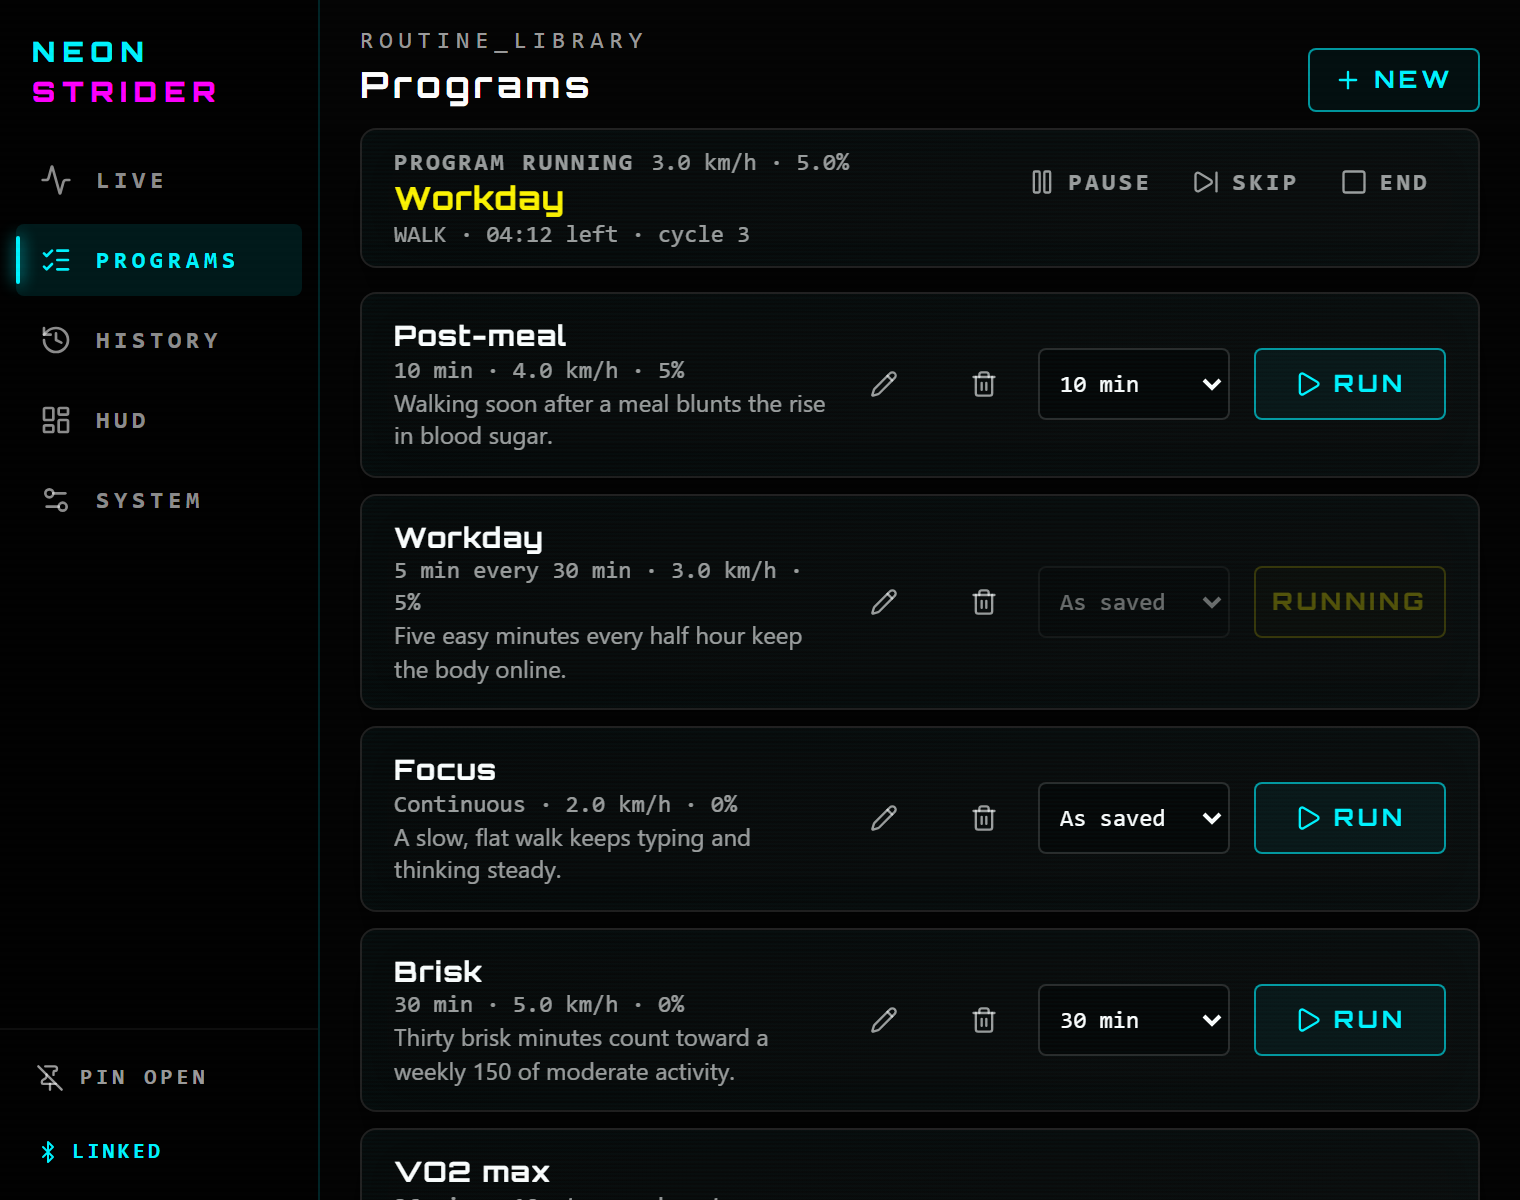 NEON
STRIDER
LIVE
PROGRAMS
HISTORY
HUD
SYSTEM
PIN OPEN
LINKED
ROUTINE_LIBRARY
Programs
+ NEW
PROGRAM RUNNING 3.0 km/h · 5.0%
Workday
WALK · 04:12 left · cycle 3
PAUSE
SKIP
END
Post-meal
10 min · 4.0 km/h · 5%
Walking soon after a meal blunts the rise
in blood sugar.
10 min
RUN
Workday
5 min every 30 min · 3.0 km/h ·
5%
Five easy minutes every half hour keep
the body online.
As saved
RUNNING
Focus
Continuous · 2.0 km/h · 0%
A slow, flat walk keeps typing and
thinking steady.
As saved
RUN
Brisk
30 min · 5.0 km/h · 0%
Thirty brisk minutes count toward a
weekly 150 of moderate activity.
30 min
RUN
VO2 max